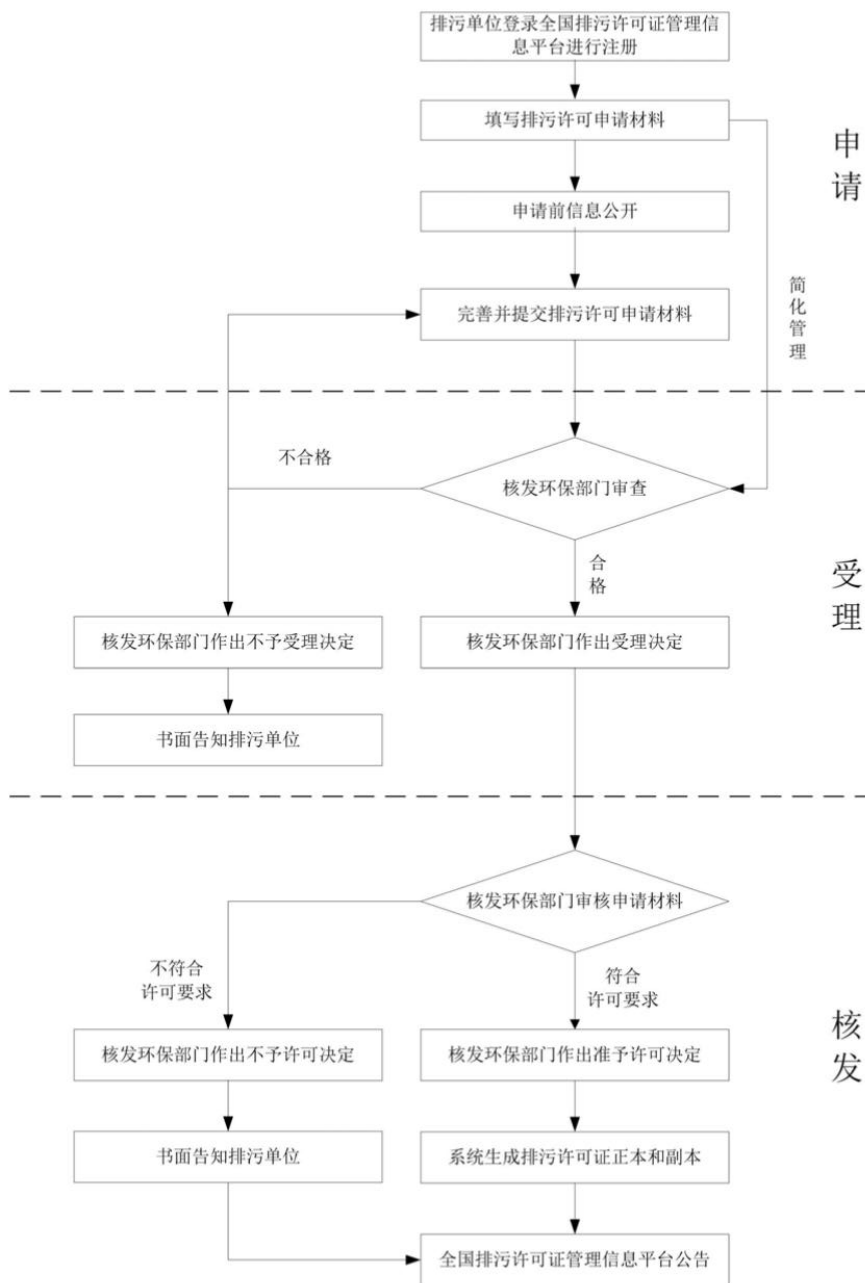 排污单位登录全国排污许可证管理信
息平台进行注册
填写排污许可申请材料
申请前信息公开
完善并提交排污许可申请材料
简
化
管
理
申
请
不合格
核发环保部门审查
合
格
核发环保部门作出不予受理决定
核发环保部门作出受理决定
书面告知排污单位
受
理
核发环保部门审核申请材料
不符合
许可要求
符合
许可要求
核发环保部门作出不予许可决定
核发环保部门作出准予许可决定
书面告知排污单位
系统生成排污许可证正本和副本
全国排污许可证管理信息平台公告
核
发